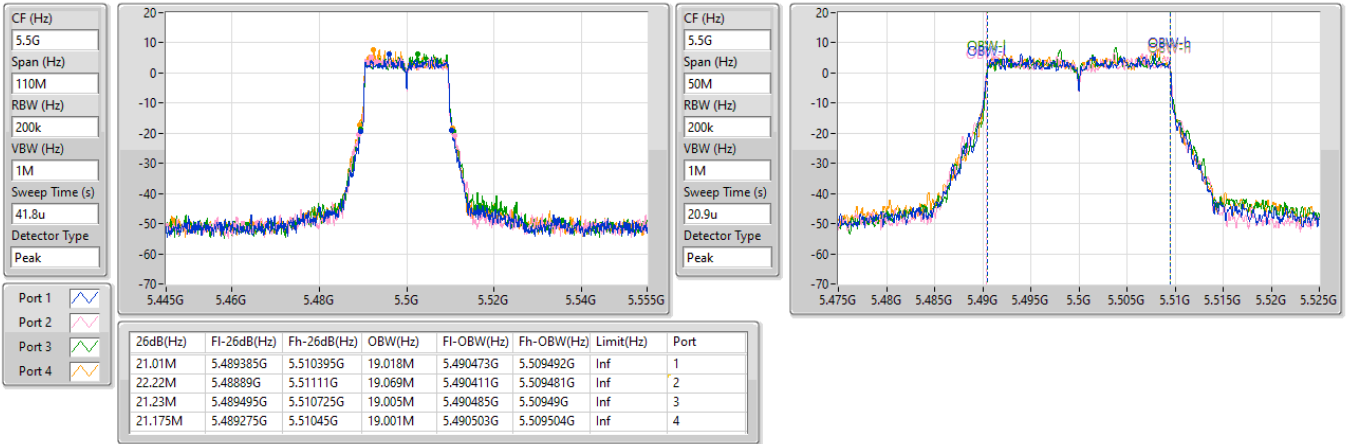 CF (Hz)
5.5G
Span (Hz)
110M
RBW (Hz)
200k
VBW (Hz)
1M
Sweep Time (s)
41.8u
Detector Type
Peak
20
10
0
-10
-20
-30
-40
-50
-60
-70
5.445G 5.46G 5.48G 5.5G 5.52G 5.54G 5.555G
CF (Hz)
5.5G
Span (Hz)
50M
RBW (Hz)
200k
VBW (Hz)
1M
Sweep Time (s)
20.9u
Detector Type
Peak
20
10
0
-10
-20
-30
-40
-50
-60
-70
OBW-l OBW-h
5.475G 5.48G 5.485G 5.49G 5.495G 5.5G 5.505G 5.51G 5.515G 5.52G 5.525G
Port 1
Port 2
Port 3
Port 4
26dB(Hz) Fl-26dB(Hz) Fh-26dB(Hz) OBW(Hz) Fl-OBW(Hz) Fh-OBW(Hz) Limit(Hz) Port
21.01M 5.489385G 5.510395G 19.018M 5.490473G 5.509492G Inf 1
22.22M 5.48889G 5.51111G 19.069M 5.490411G 5.509481G Inf 2
21.23M 5.489495G 5.510725G 19.005M 5.490485G 5.50949G Inf 3
21.175M 5.489275G 5.51045G 19.001M 5.490503G 5.509504G Inf 4